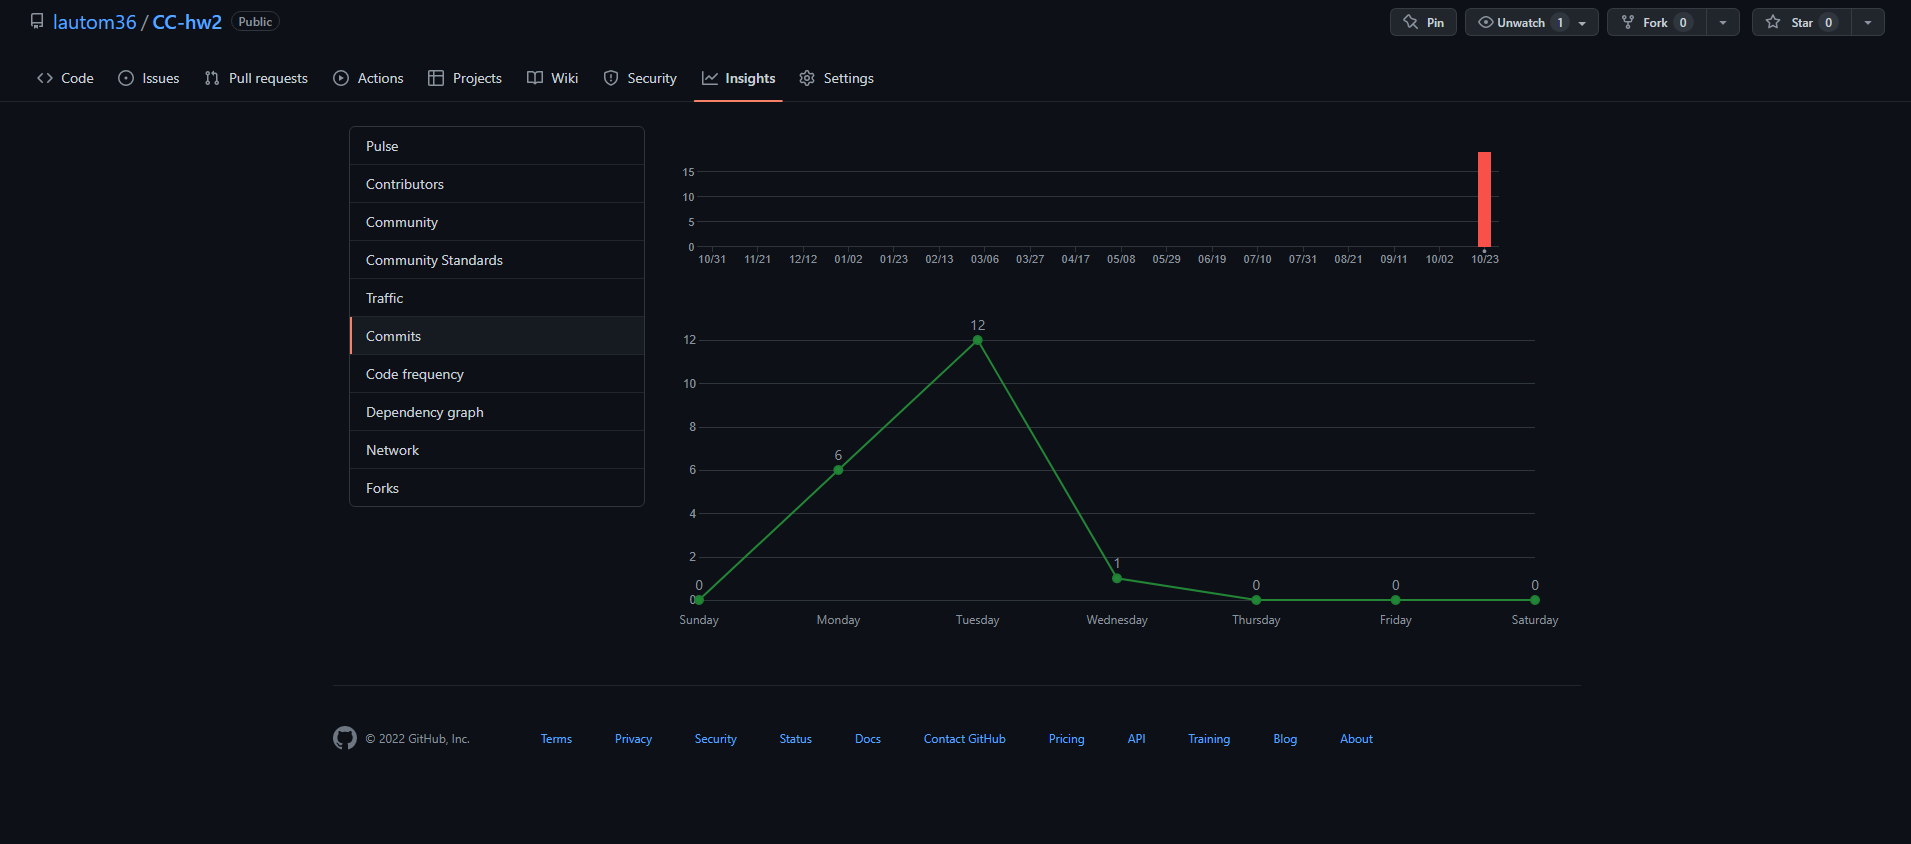 lautom36 / CC-hw2 Public
Pin Unwatch 1 Fork 0 Star 0
Code Issues Pull requests Actions Projects Wiki Security Insights Settings
Pulse
Contributors
Community
Community Standards
Traffic
Commits
Code frequency
Dependency graph
Network
Forks
15
10
5
0
10/31 11/21 12/12 01/02 01/23 02/13 03/06 03/27 04/17 05/08 05/29 06/19 07/10 07/31 08/21 09/11 10/02 10/23
12
12
10
8
6
6
4
2
1
0 0 0 0
0
Sunday Monday Tuesday Wednesday Thursday Friday Saturday
© 2022 GitHub, Inc. Terms Privacy Security Status Docs Contact GitHub Pricing API Training Blog About